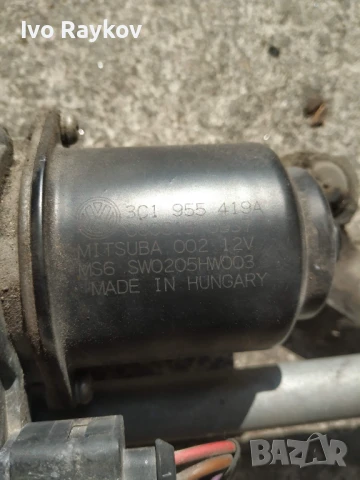 Ivo Raykov
3C1 955 419A
MITSUBA 002 12V
MS6 SW0205HW003
MADE IN HUNGARY
BAZAR